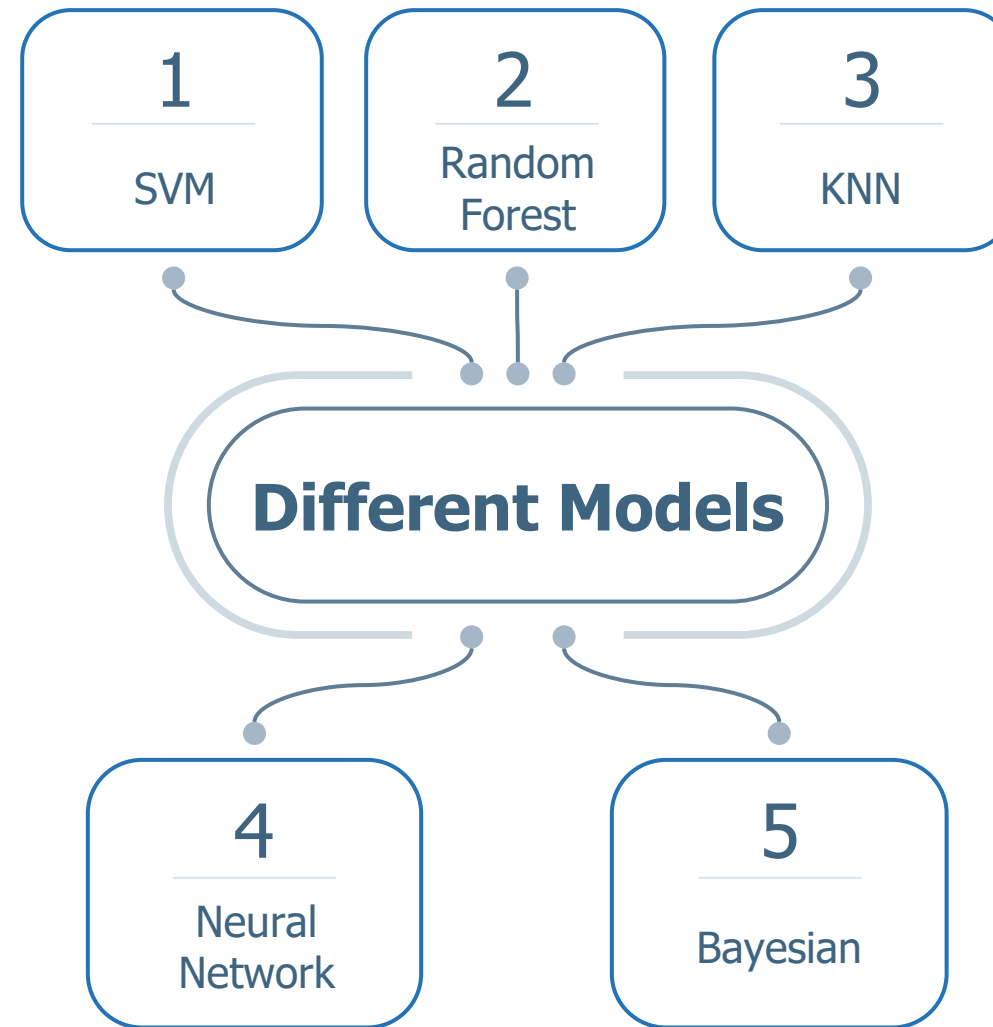 1
SVM
2
Random
Forest
3
KNN
Different Models
4
Neural
Network
5
Bayesian